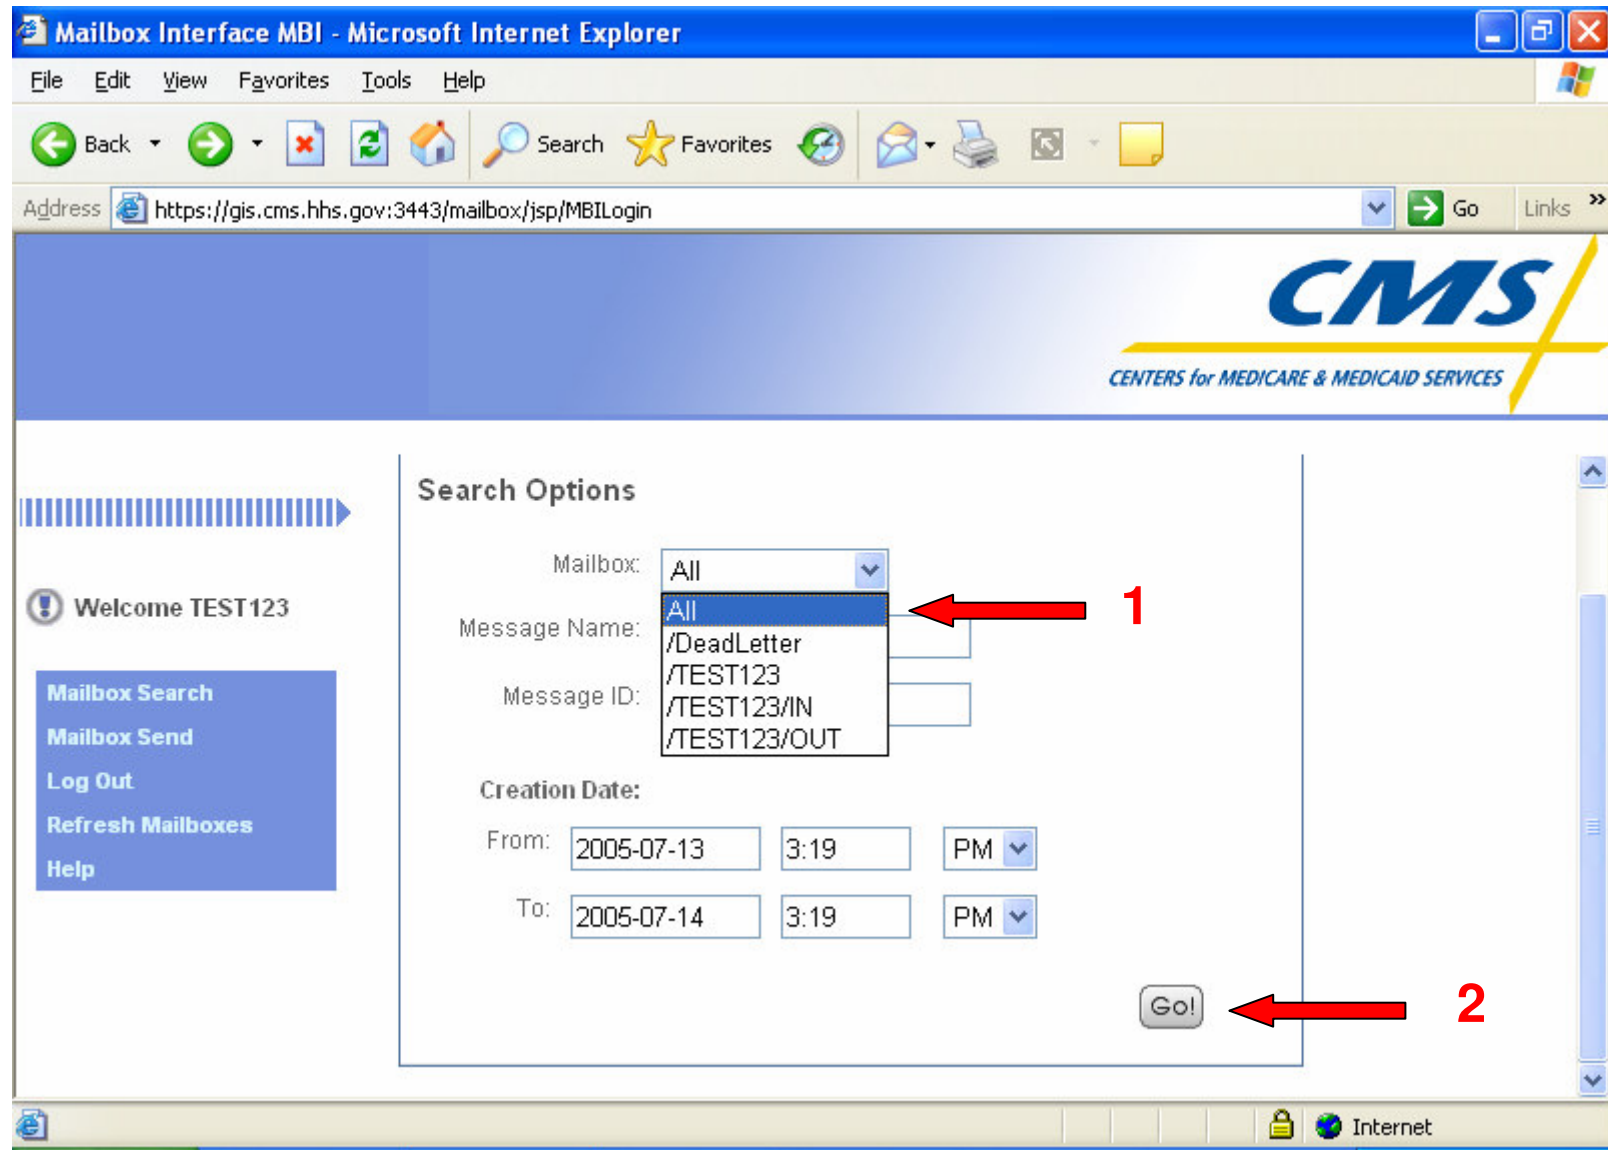 Mailbox Interface MBI - Microsoft Internet Explorer
File Edit View Favorites Tools Help
Back Search Favorites
Address https://gis.cms.hhs.gov:3443/mailbox/jsp/MBILogin Go Links »
CMS
CENTERS for MEDICARE & MEDICAID SERVICES
Welcome TEST123
Mailbox Search
Mailbox Send
Log Out
Refresh Mailboxes
Help
Search Options
Mailbox: All
All 1
Message Name:
/DeadLetter
/TEST123
Message ID:
/TEST123/IN
/TEST123/OUT
Creation Date:
From: 2005-07-13 3:19 PM
To: 2005-07-14 3:19 PM
Go! 2
Internet